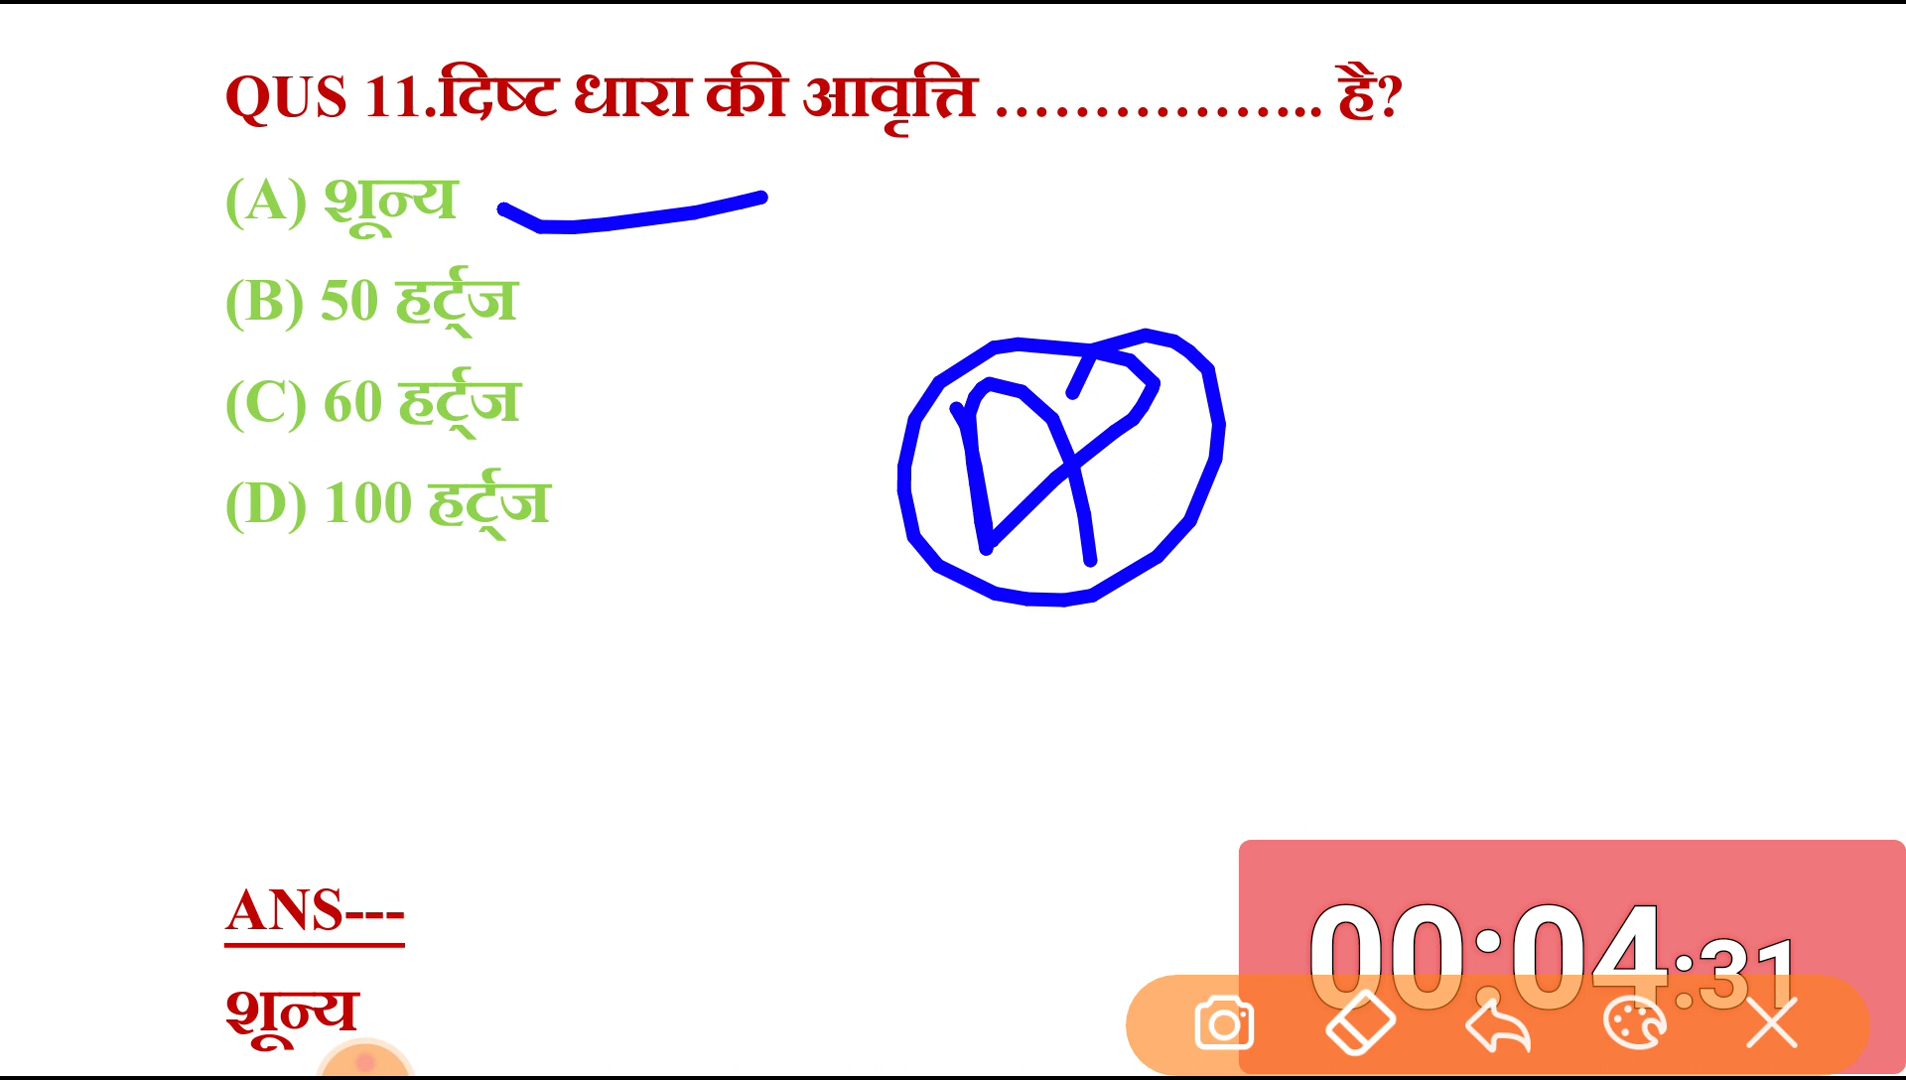 QUS 11.दिष्ट धारा की आवृत्ति ................. है?
(A) शून्य
(B) 50 हर्ट्ज
(C) 60 हर्ट्ज
(D) 100 हर्ट्ज
ANS---
शून्य
00:04:31